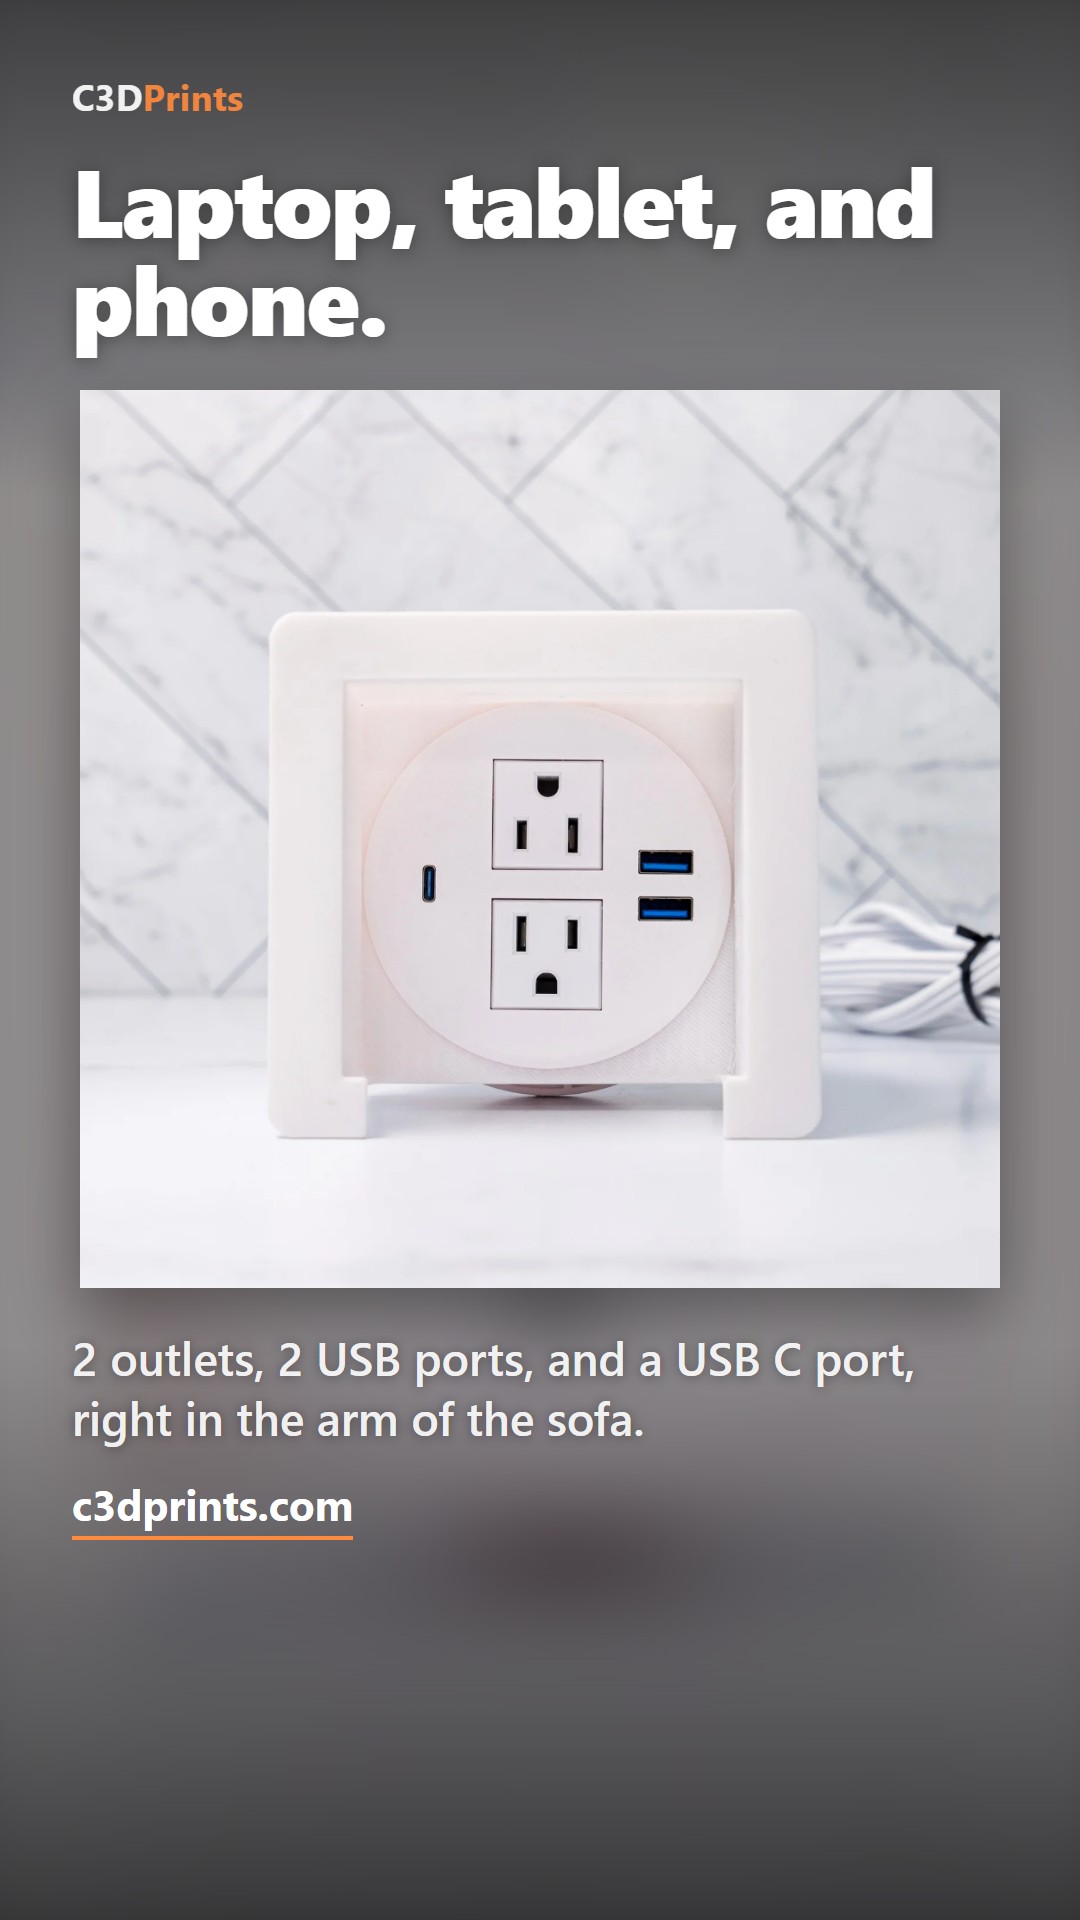 C3DPrints
Laptop, tablet, and
phone.
2 outlets, 2 USB ports, and a USB C port,
right in the arm of the sofa.
c3dprints.com